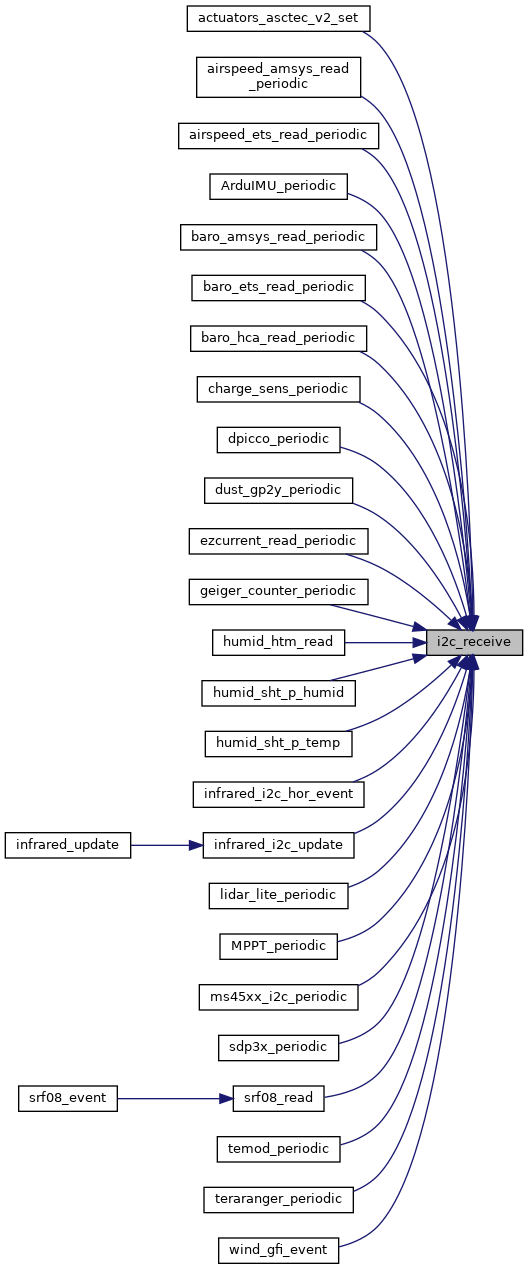 actuators_asctec_v2_set
airspeed_amsys_read
_periodic
airspeed_ets_read_periodic
ArduIMU_periodic
baro_amsys_read_periodic
baro_ets_read_periodic
baro_hca_read_periodic
charge_sens_periodic
dpicco_periodic
dust_gp2y_periodic
ezcurrent_read_periodic
geiger_counter_periodic
humid_htm_read
i2c_receive
humid_sht_p_humid
humid_sht_p_temp
infrared_i2c_hor_event
infrared_update
infrared_i2c_update
lidar_lite_periodic
MPPT_periodic
ms45xx_i2c_periodic
sdp3x_periodic
srf08_event
srf08_read
temod_periodic
teraranger_periodic
wind_gfi_event